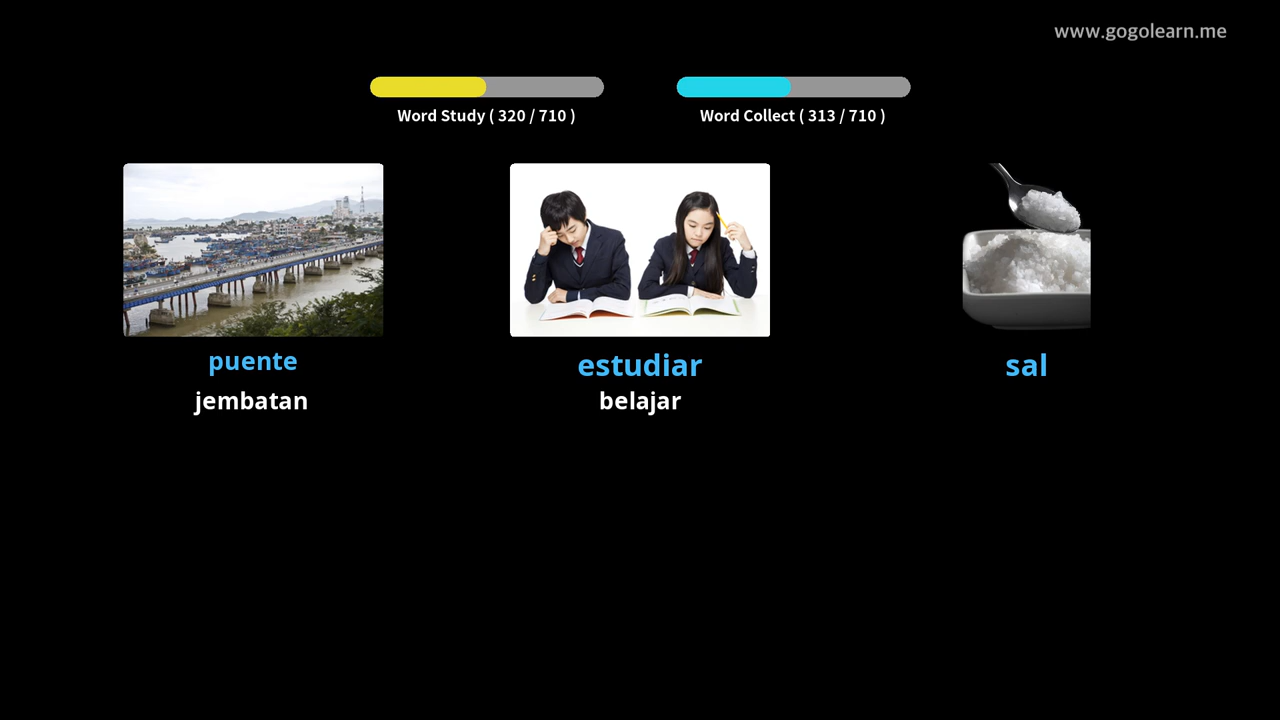 www.gogolearn.me
Word Study ( 320 / 710 )
Word Collect ( 313 / 710 )
puente
jembatan
estudiar
belajar
sal